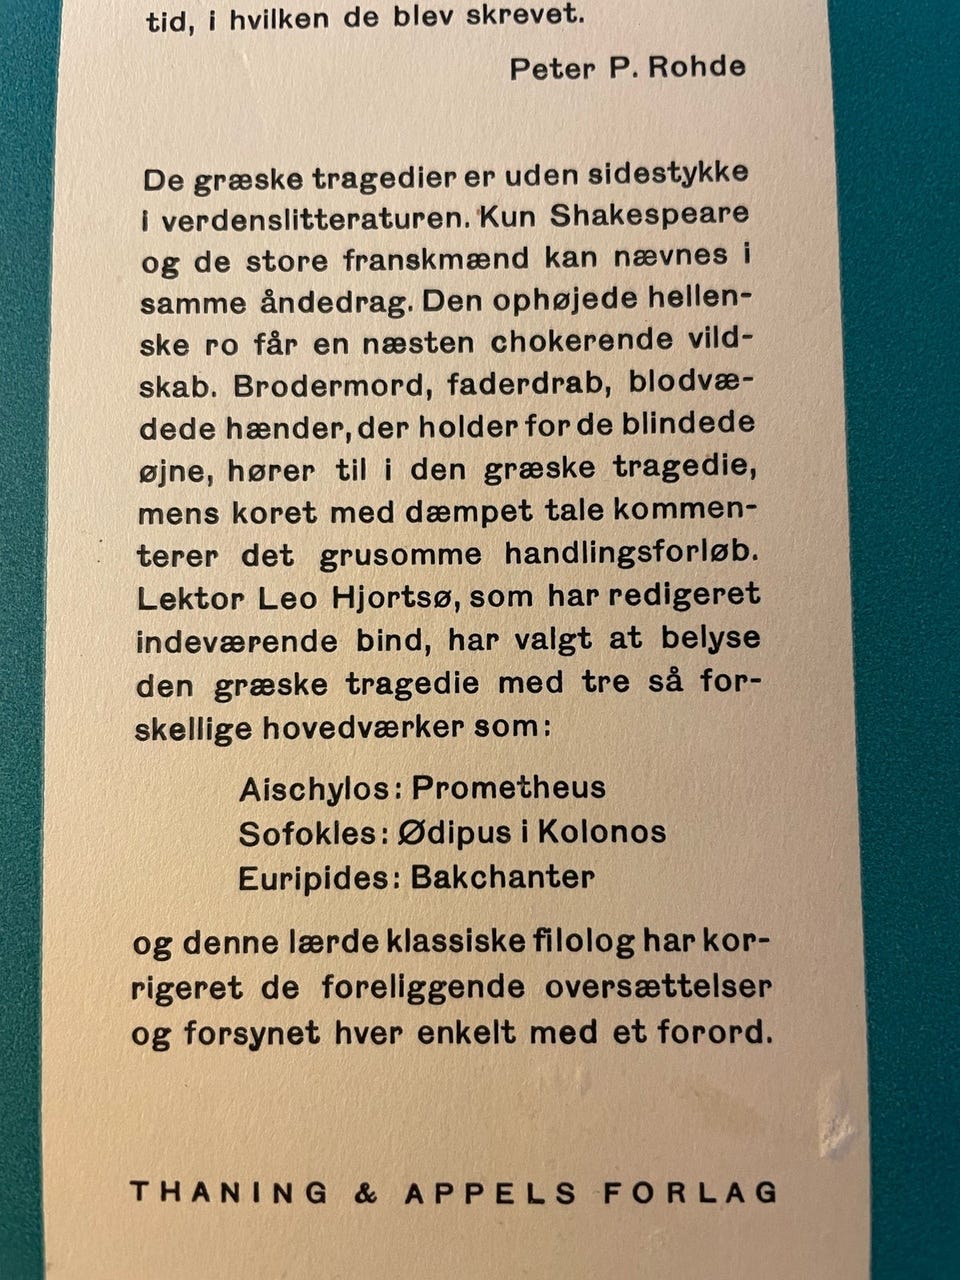 tid, i hvilken de blev skrevet.
Peter P. Rohde
De græske tragedier er uden sidestykke
i verdenslitteraturen. Kun Shakespeare
og de store franskmænd kan nævnes i
samme åndedrag. Den ophøjede hellen-
ske ro får en næsten chokerende vild-
skab. Brodermord, faderdrab, blodvæ-
dede hænder, der holder for de blindede
øjne, hører til i den græske tragedie,
mens koret med dæmpet tale kommen-
terer det grusomme handlingsforløb.
Lektor Leo Hjortsø, som har redigeret
indeværende bind, har valgt at belyse
den græske tragedie med tre så for-
skellige hovedværker som:
Aischylos: Prometheus
Sofokles: Ødipus i Kolonos
Euripides: Bakchanter
og denne lærde klassiske filolog har kor-
rigeret de foreliggende oversættelser
og forsynet hver enkelt med et forord.
THANING & APPELS FORLAG